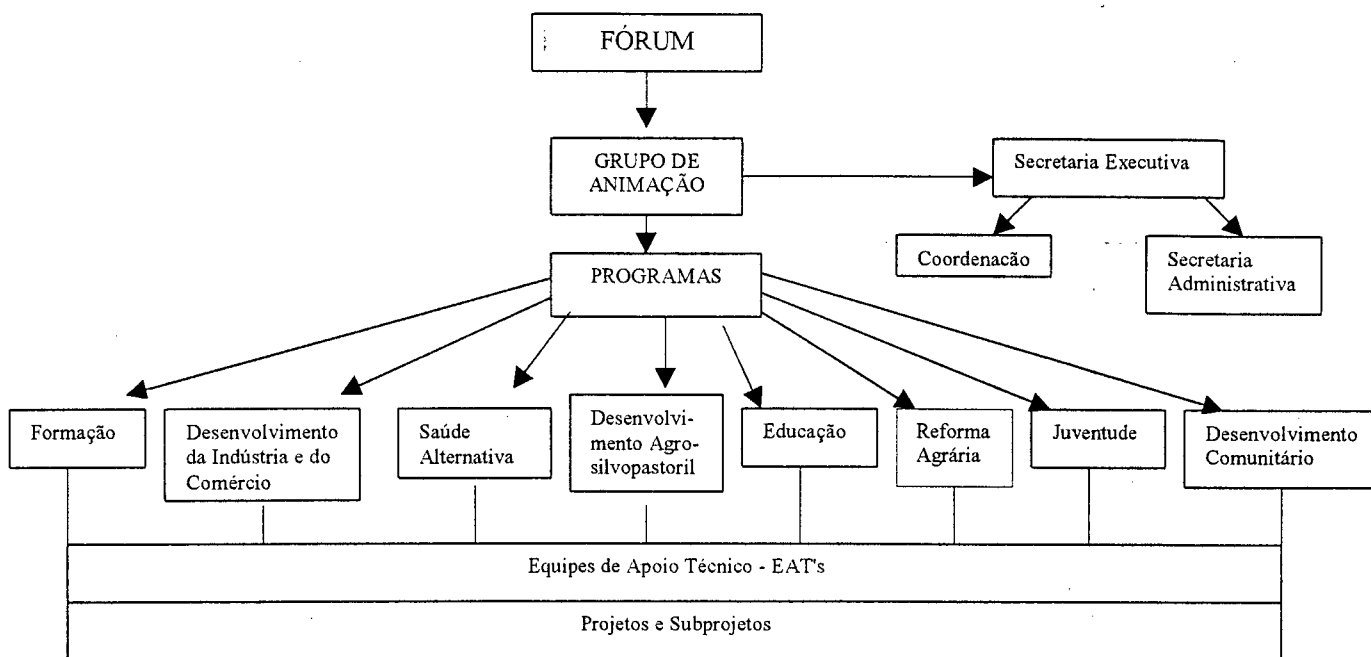 FÓRUM
GRUPO DE
ANIMAÇÃO
Secretaria Executiva
Coordenacão
Secretaria
Administrativa
PROGRAMAS
Formação
Desenvolvimento
da Indústria e do
Comércio
Saúde
Alternativa
Desenvolvi-
mento Agro-
silvopastoril
Educação
Reforma
Agrária
Juventude
Desenvolvimento
Comunitário
Equipes de Apoio Técnico - EAT's
Projetos e Subprojetos